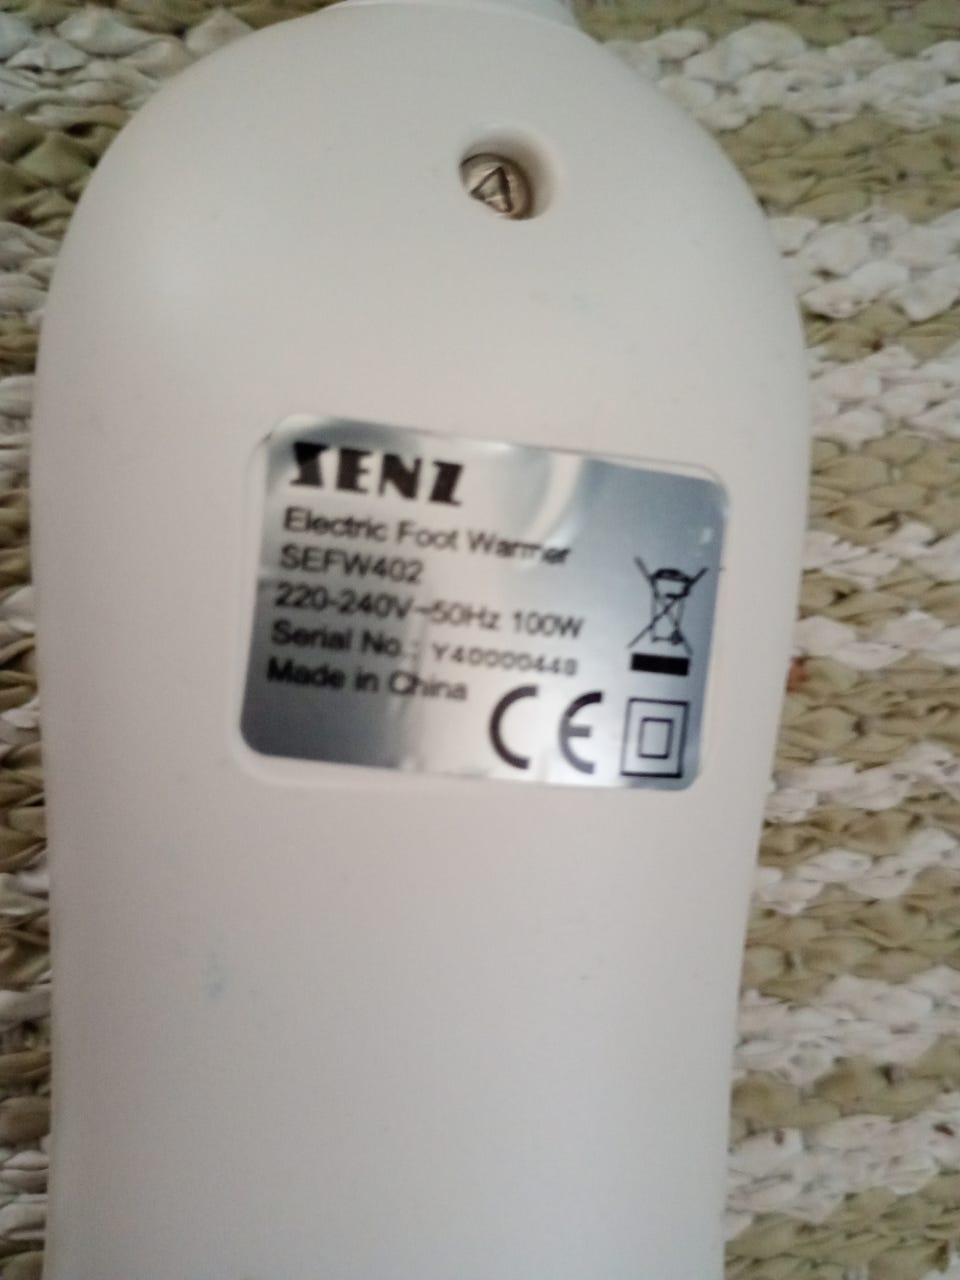 SENZ
Electric Foot Warmer
SEFW402
220-240V~50Hz 100W
Serial No.: Y40000448
Made in China
CE